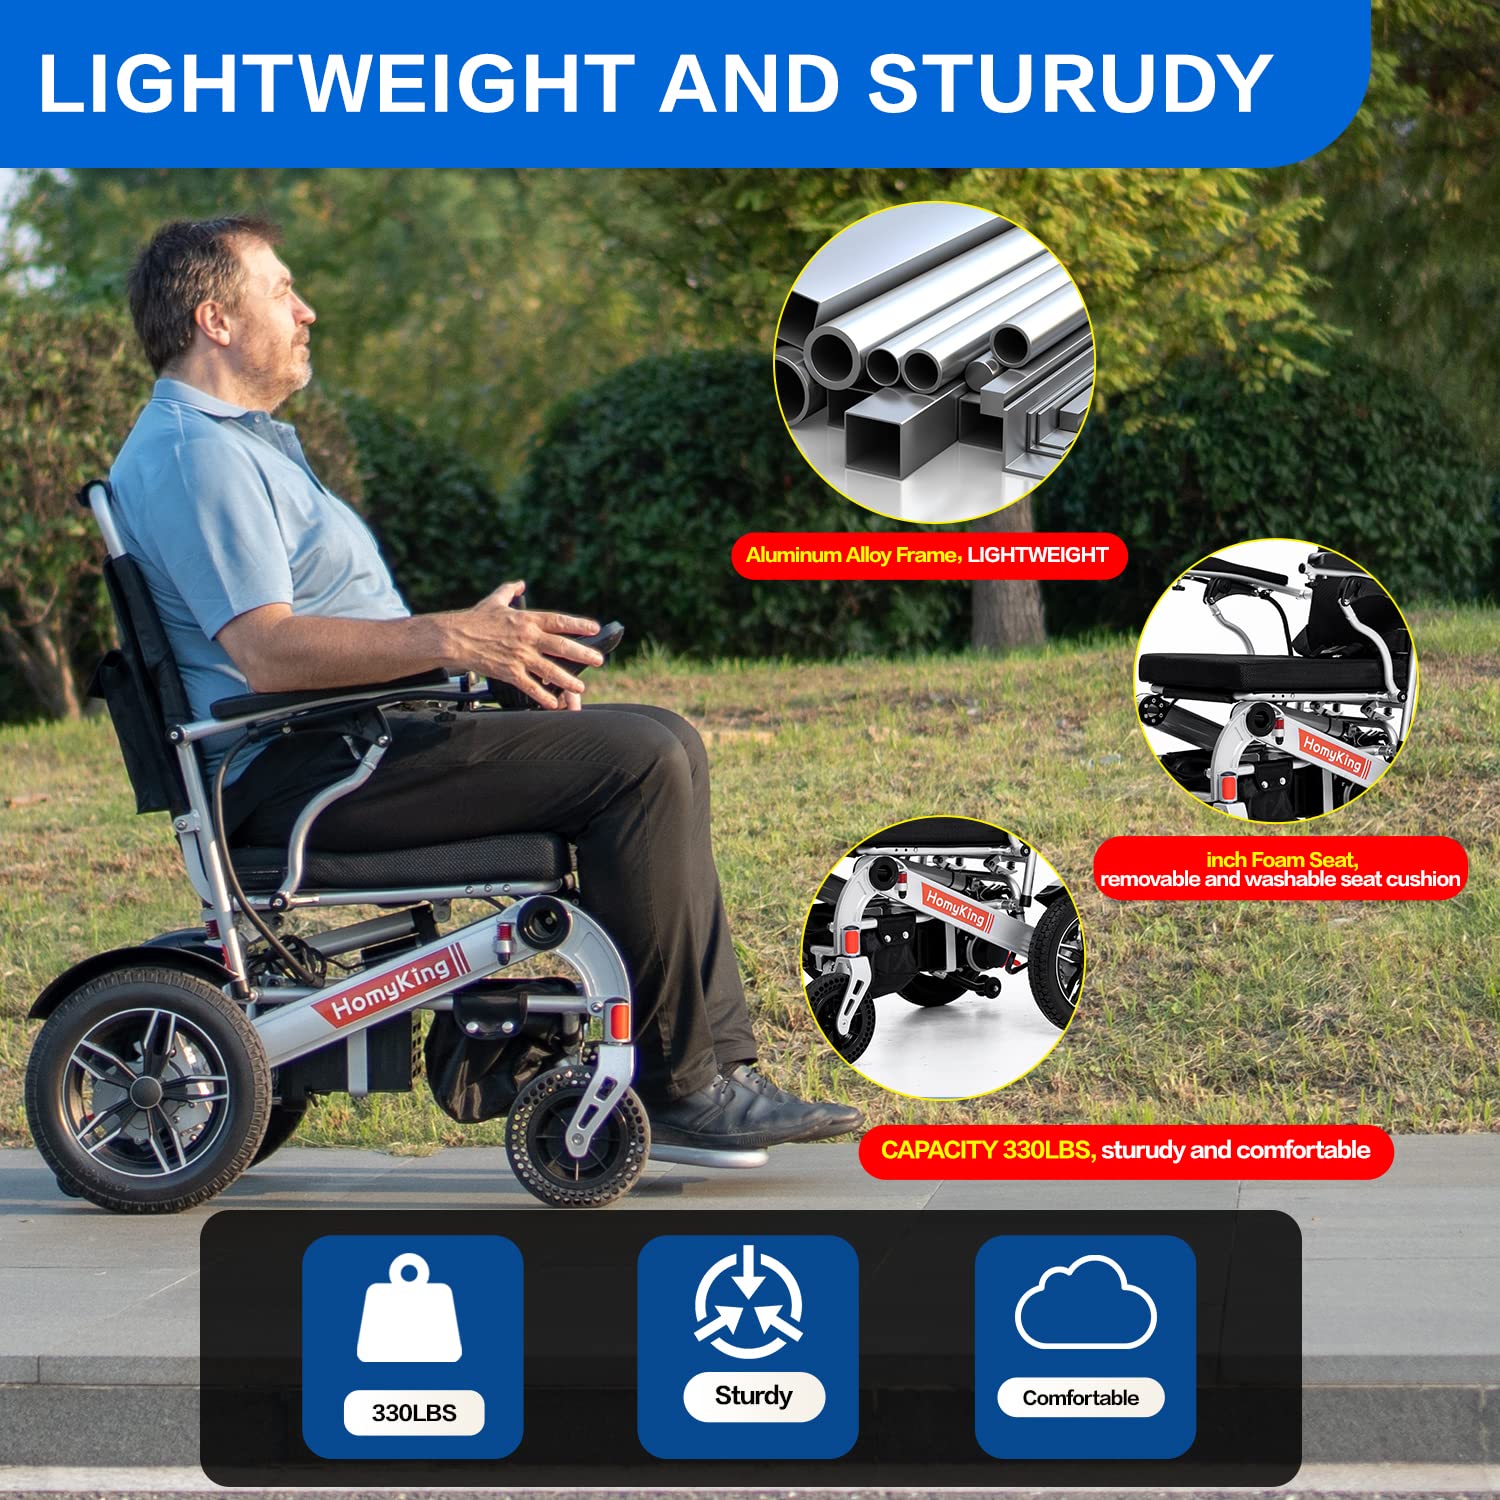 LIGHTWEIGHT AND STURUDY
Aluminum Alloy Frame, LIGHTWEIGHT
HomyKing
inch Foam Seat,
removable and washable seat cushion
HomyKing
HomyKing
CAPACITY 330LBS, sturudy and comfortable
330LBS
Sturdy
Comfortable